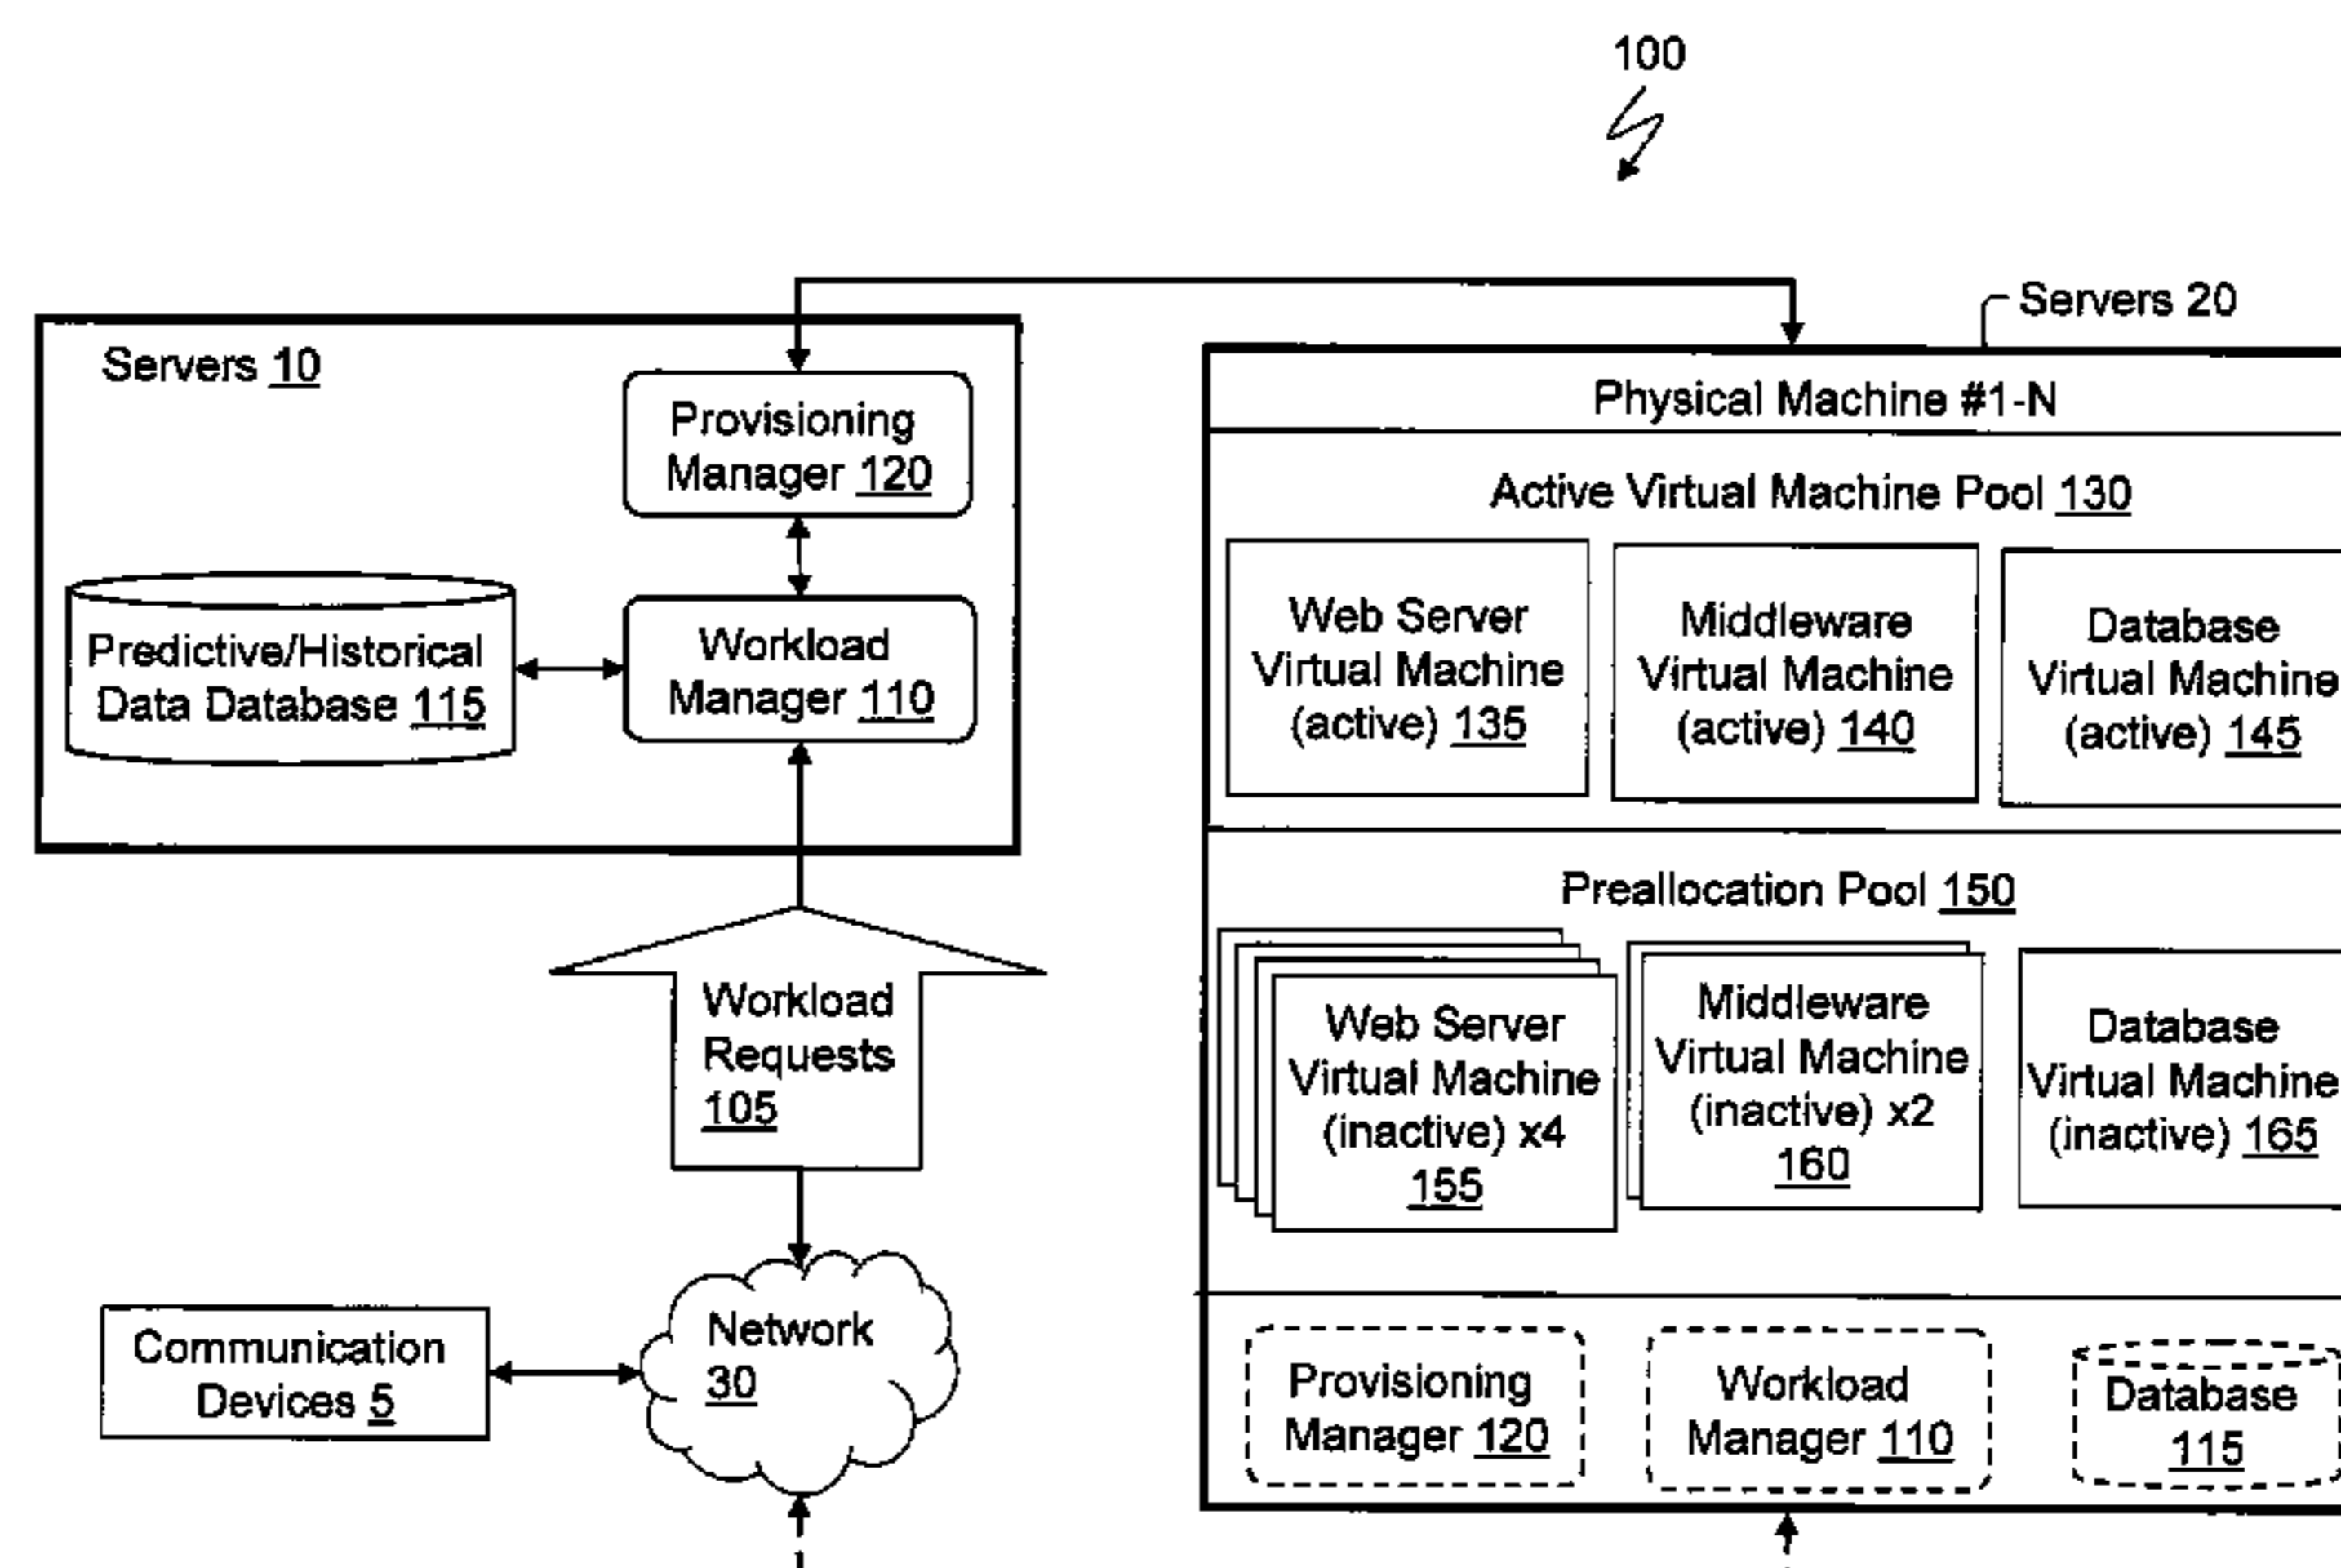 100
Servers 10
Provisioning
Manager 120
Predictive/Historical
Data Database 115
Workload
Manager 110
Workload
Requests
105
Communication
Devices 5
Network
30
Servers 20
Physical Machine #1-N
Active Virtual Machine Pool 130
Web Server
Virtual Machine
(active) 135
Middleware
Virtual Machine
(active) 140
Database
Virtual Machine
(active) 145
Preallocation Pool 150
Web Server
Virtual Machine
(inactive) x4
155
Middleware
Virtual Machine
(inactive) x2
160
Database
Virtual Machine
(inactive) 165
Provisioning
Manager 120
Workload
Manager 110
Database
115